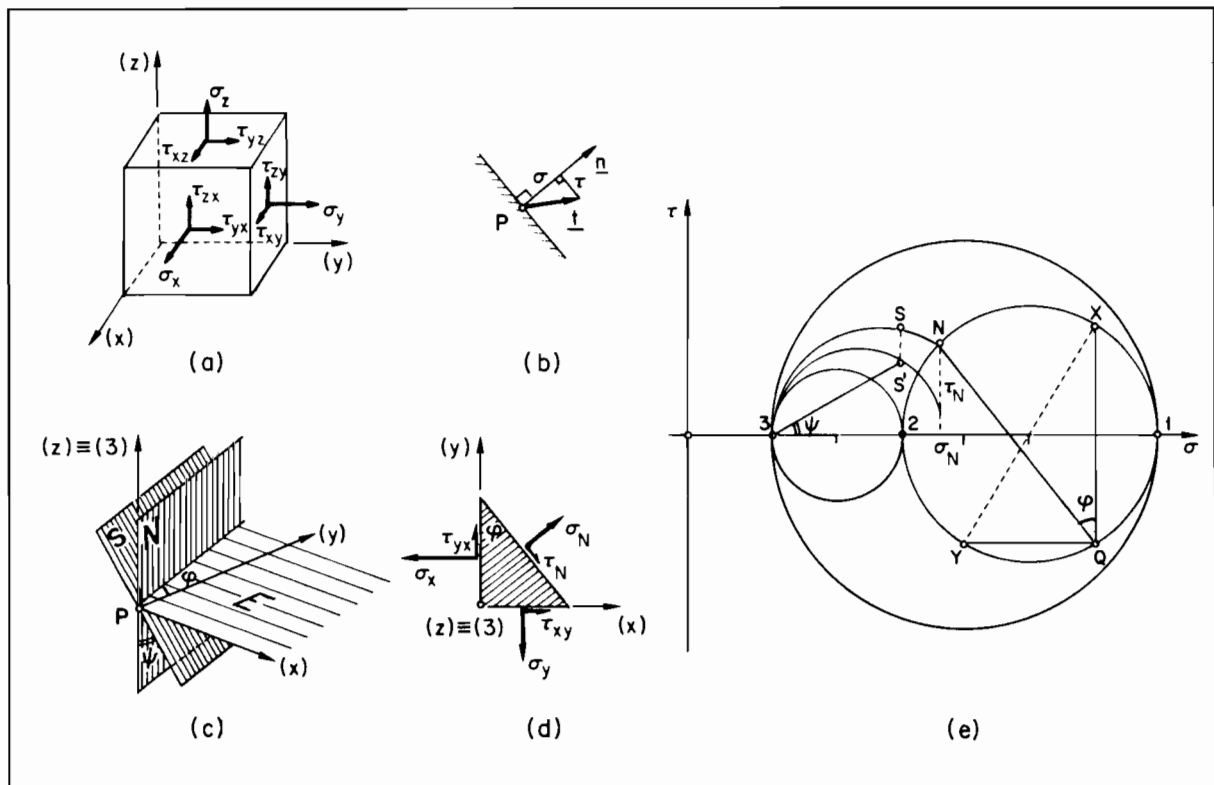 (z)
σz
τyz
τxz
τzy
τzx
τyx
σy
τxy
σx
(y)
(x)
(a)
n
σ
τ
P
t
(b)
(z)≡(3)
S
N
(y)
φ
P
E
ψ
(x)
(c)
(y)
φ
σN
τyx
τN
σx
(z)≡(3)
τxy
(x)
σy
(d)
τ
S
N
X
S'
τN
3
ψ
2
1
σN
σ
φ
Y
Q
(e)